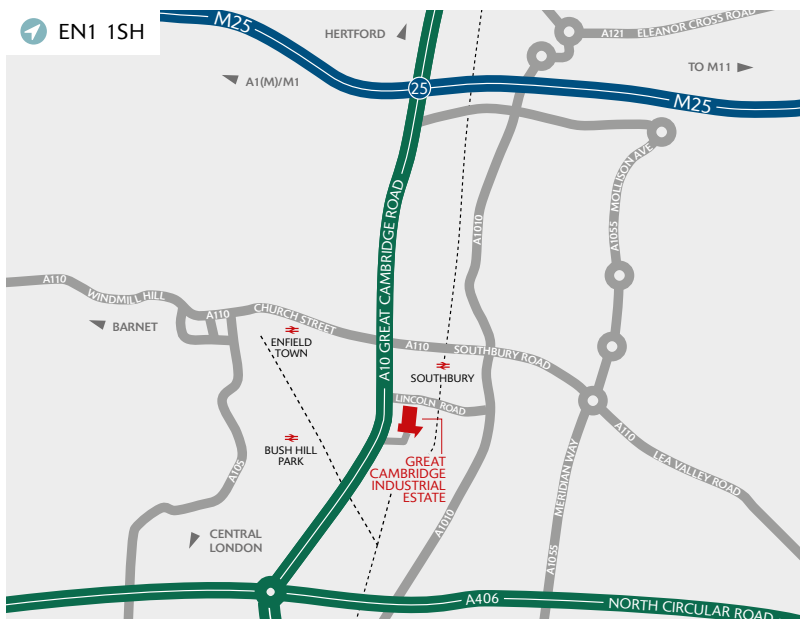 EN1 1SH
M25
HERTFORD
A121 ELEANOR CROSS ROAD
TO M11
A1(M)/M1
25
M25
MOLLISON AVE
A1055
A1010
A10 GREAT CAMBRIDGE ROAD
A110
WINDMILL HILL
A110
CHURCH STREET
BARNET
ENFIELD
TOWN
A110
SOUTHBURY ROAD
SOUTHBURY
LINCOLN ROAD
BUSH HILL
PARK
A105
GREAT
CAMBRIDGE
INDUSTRIAL
ESTATE
A110
LEA VALLEY ROAD
MERIDIAN WAY
A1055
A1010
CENTRAL
LONDON
A406
NORTH CIRCULAR ROAD